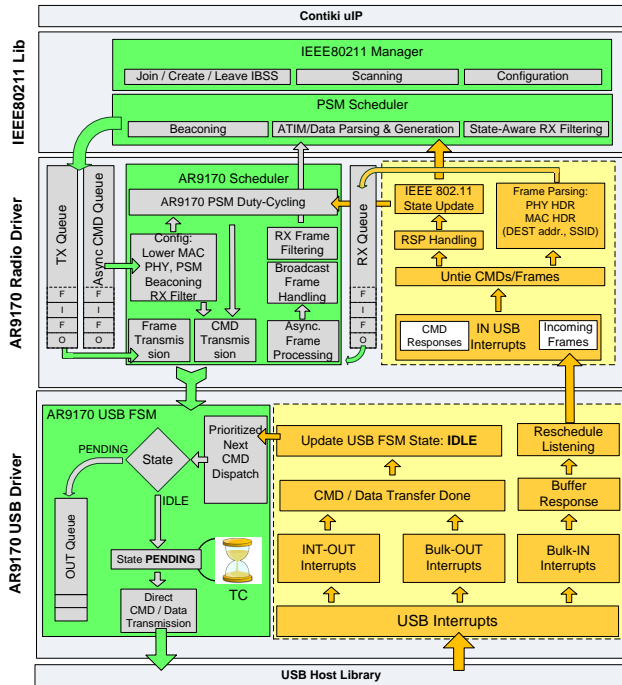 Contiki uIP
IEEE80211 Lib
IEEE80211 Manager
Join / Create / Leave IBSS
Scanning
Configuration
PSM Scheduler
Beaconing
ATIM/Data Parsing & Generation
State-Aware RX Filtering
AR9170 Radio Driver
TX Queue
F
I
F
O
Async CMD Queue
F
I
F
O
AR9170 Scheduler
AR9170 PSM Duty-Cycling
Config:
Lower MAC
PHY, PSM
Beaconing
RX Filter
RX Frame
Filtering
Broadcast
Frame
Handling
Frame
Transmis
sion
CMD
Transmis
sion
Async.
Frame
Processing
RX Queue
F
I
F
O
IEEE 802.11
State Update
RSP Handling
Frame Parsing:
PHY HDR
MAC HDR
(DEST addr., SSID)
Untie CMDs/Frames
CMD
Responses
IN USB
Interrupts
Incoming
Frames
AR9170 USB Driver
AR9170 USB FSM
PENDING
State
Prioritized
Next
CMD
Dispatch
IDLE
OUT Queue
State PENDING
TC
Direct
CMD / Data
Transmission
Update USB FSM State: IDLE
Reschedule
Listening
CMD / Data Transfer Done
Buffer
Response
INT-OUT
Interrupts
Bulk-OUT
Interrupts
Bulk-IN
Interrupts
USB Interrupts
USB Host Library